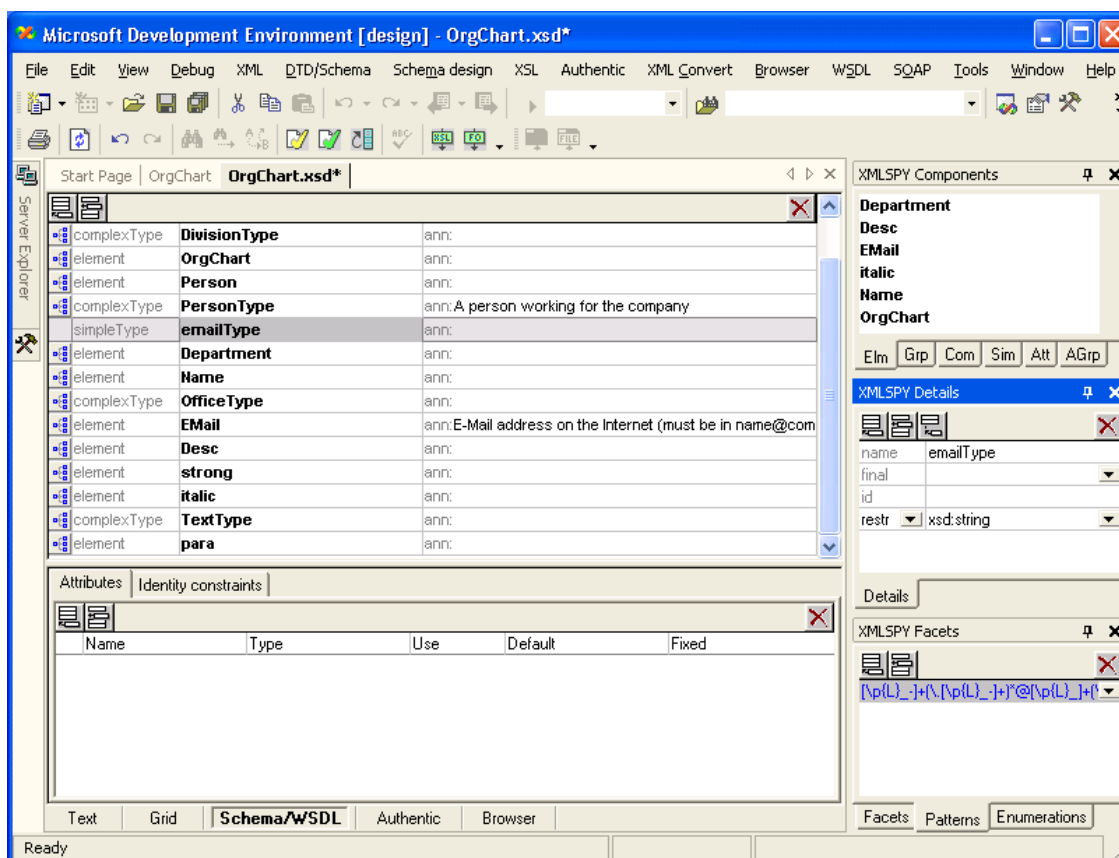 Microsoft Development Environment [design] - OrgChart.xsd*
File Edit View Debug XML DTD/Schema Schema design XSL Authentic XML Convert Browser WSDL SOAP Tools Window Help
ABC XSL FO FILE
Server Explorer
Start Page OrgChart OrgChart.xsd*
complexType DivisionType ann:
element OrgChart ann:
element Person ann:
complexType PersonType ann: A person working for the company
simpleType emailType ann:
element Department ann:
element Name ann:
complexType OfficeType ann:
element EMail ann: E-Mail address on the Internet (must be in name@com
element Desc ann:
element strong ann:
element italic ann:
complexType TextType ann:
element para ann:
Attributes Identity constraints
Name Type Use Default Fixed
Text Grid Schema/WSDL Authentic Browser
XMLSPY Components
Department
Desc
EMail
italic
Name
OrgChart
Elm Grp Com Sim Att AGrp
XMLSPY Details
name emailType
final
id
restr xsd:string
Details
XMLSPY Facets
[\p{L}_-]+(\.[\p{L}_-]+)*@[\p{L}_]+(\
Facets Patterns Enumerations
Ready